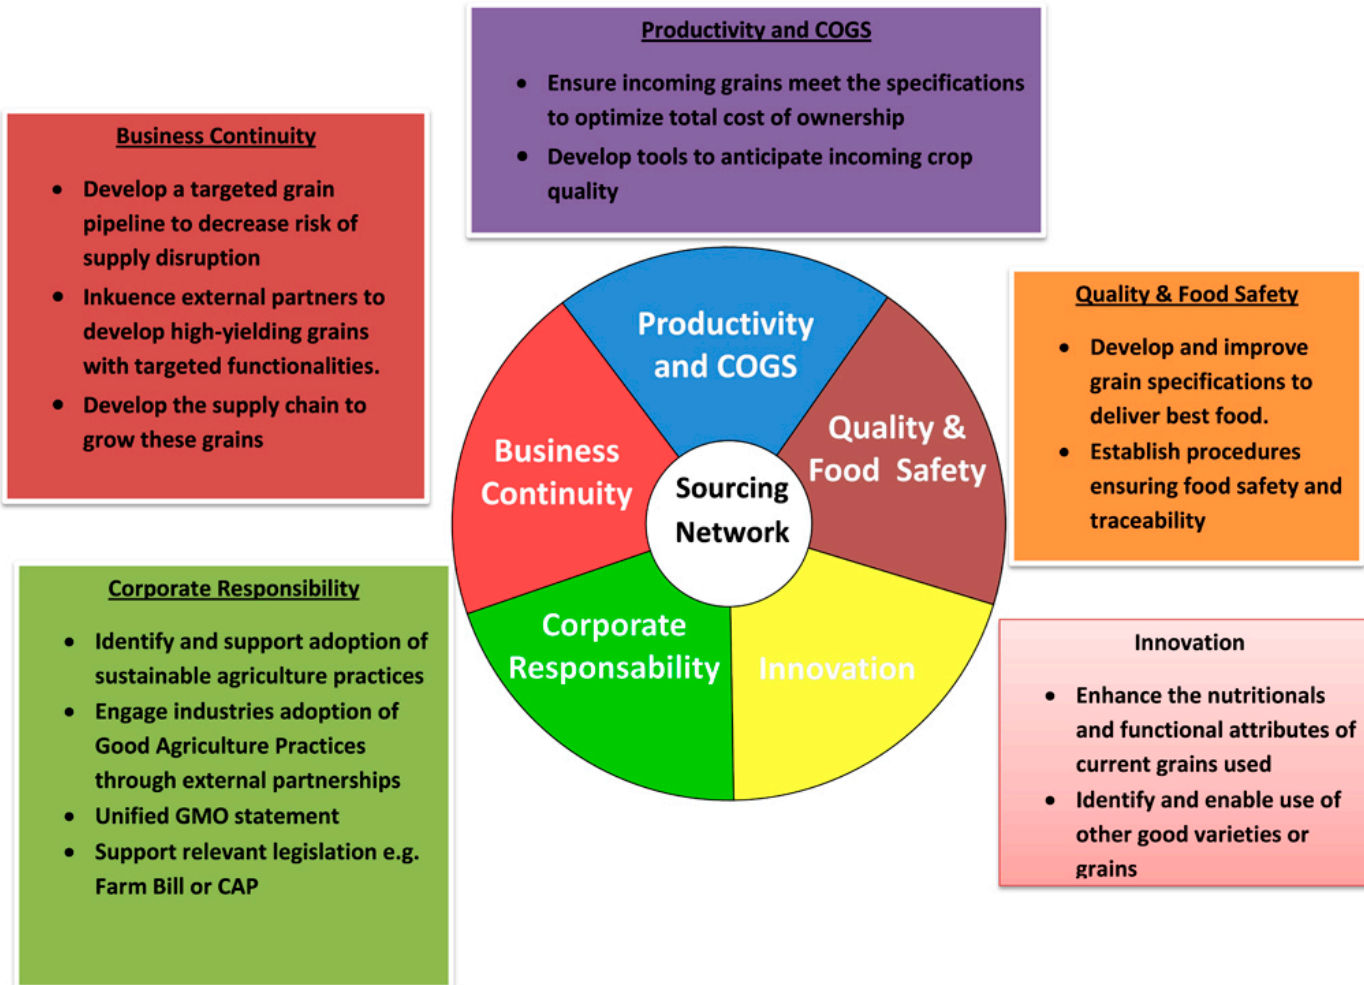 Productivity and COGS
• Ensure incoming grains meet the specifications
to optimize total cost of ownership
• Develop tools to anticipate incoming crop
quality
Business Continuity
• Develop a targeted grain
pipeline to decrease risk of
supply disruption
• Inkuence external partners to
develop high-yielding grains
with targeted functionalities.
• Develop the supply chain to
grow these grains
Quality & Food Safety
• Develop and improve
grain specifications to
deliver best food.
• Establish procedures
ensuring food safety and
traceability
Productivity
and COGS
Quality &
Food Safety
Business
Continuity
Sourcing
Network
Corporate
Responsability
Innovation
Corporate Responsibility
• Identify and support adoption of
sustainable agriculture practices
• Engage industries adoption of
Good Agriculture Practices
through external partnerships
• Unified GMO statement
• Support relevant legislation e.g.
Farm Bill or CAP
Innovation
• Enhance the nutritionals
and functional attributes of
current grains used
• Identify and enable use of
other good varieties or
grains